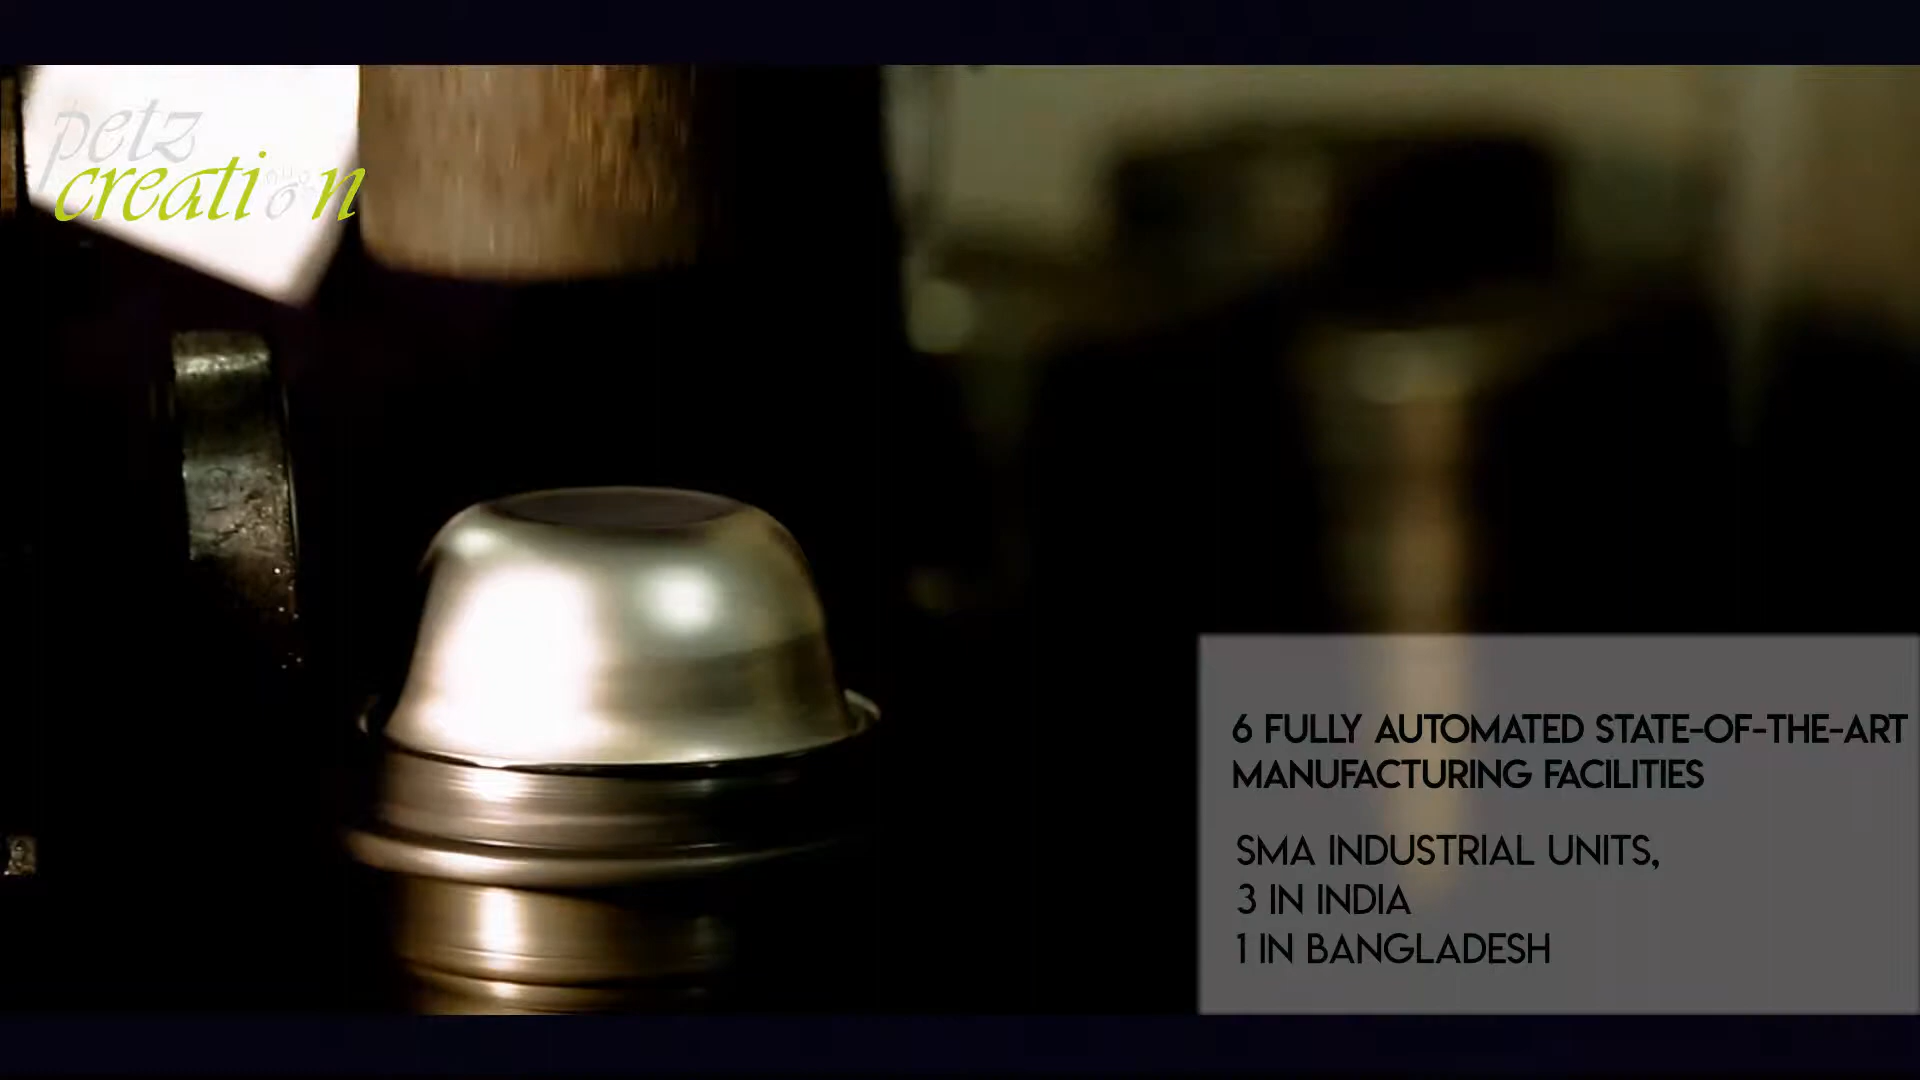 petz
creation
6 FULLY AUTOMATED STATE-OF-THE-ART
MANUFACTURING FACILITIES
SMA INDUSTRIAL UNITS,
3 IN INDIA
1 IN BANGLADESH